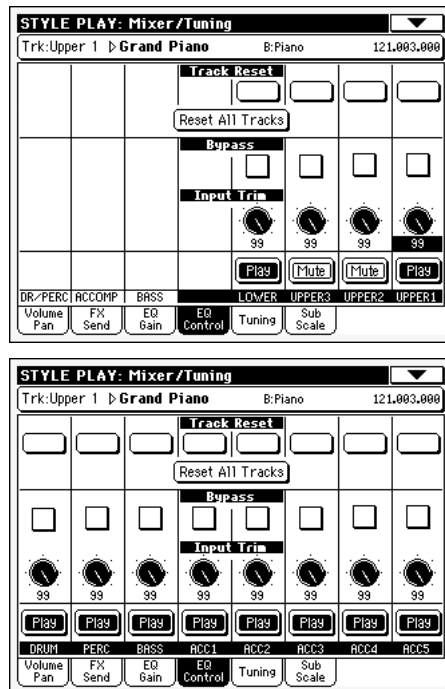 STYLE PLAY: Mixer/Tuning
Trk:Upper 1 ▷Grand Piano B:Piano 121.003.000
Track Reset
Reset All Tracks
Bypass
Input Trim
99 99 99 99
Play Mute Mute Play
DR/PERC ACCOMP BASS LOWER UPPER3 UPPER2 UPPER1
Volume Pan FX Send EQ Gain EQ Control Tuning Sub Scale
STYLE PLAY: Mixer/Tuning
Trk:Upper 1 ▷Grand Piano B:Piano 121.003.000
Track Reset
Reset All Tracks
Bypass
Input Trim
99 99 99 99 99 99 99 99
Play Play Play Play Play Play Play Play
DRUM PERC BASS ACC1 ACC2 ACC3 ACC4 ACC5
Volume Pan FX Send EQ Gain EQ Control Tuning Sub Scale